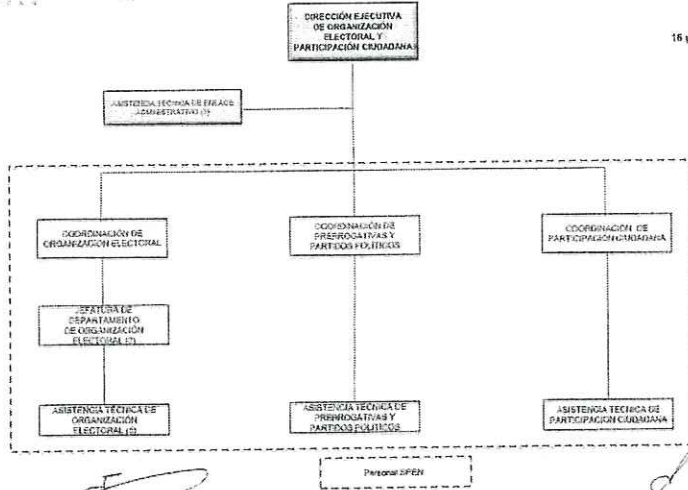 DIRECCIÓN EJECUTIVA
DE ORGANIZACIÓN
ELECTORAL Y
PARTICIPACIÓN CIUDADANA
16
ASISTENCIA TÉCNICA DE ENLACE
ADMINISTRATIVO
COORDINACIÓN DE
ORGANIZACIÓN ELECTORAL
COORDINACIÓN DE
PRERROGATIVAS Y
PARTIDOS POLÍTICOS
COORDINACIÓN DE
PARTICIPACIÓN CIUDADANA
JEFATURA DE
DEPARTAMENTO
DE ORGANIZACIÓN
ELECTORAL (2)
ASISTENCIA TÉCNICA DE
ORGANIZACIÓN
ELECTORAL
ASISTENCIA TÉCNICA DE
PRERROGATIVAS Y
PARTIDOS POLÍTICOS
ASISTENCIA TÉCNICA DE
PARTICIPACIÓN CIUDADANA
Personal SPEN